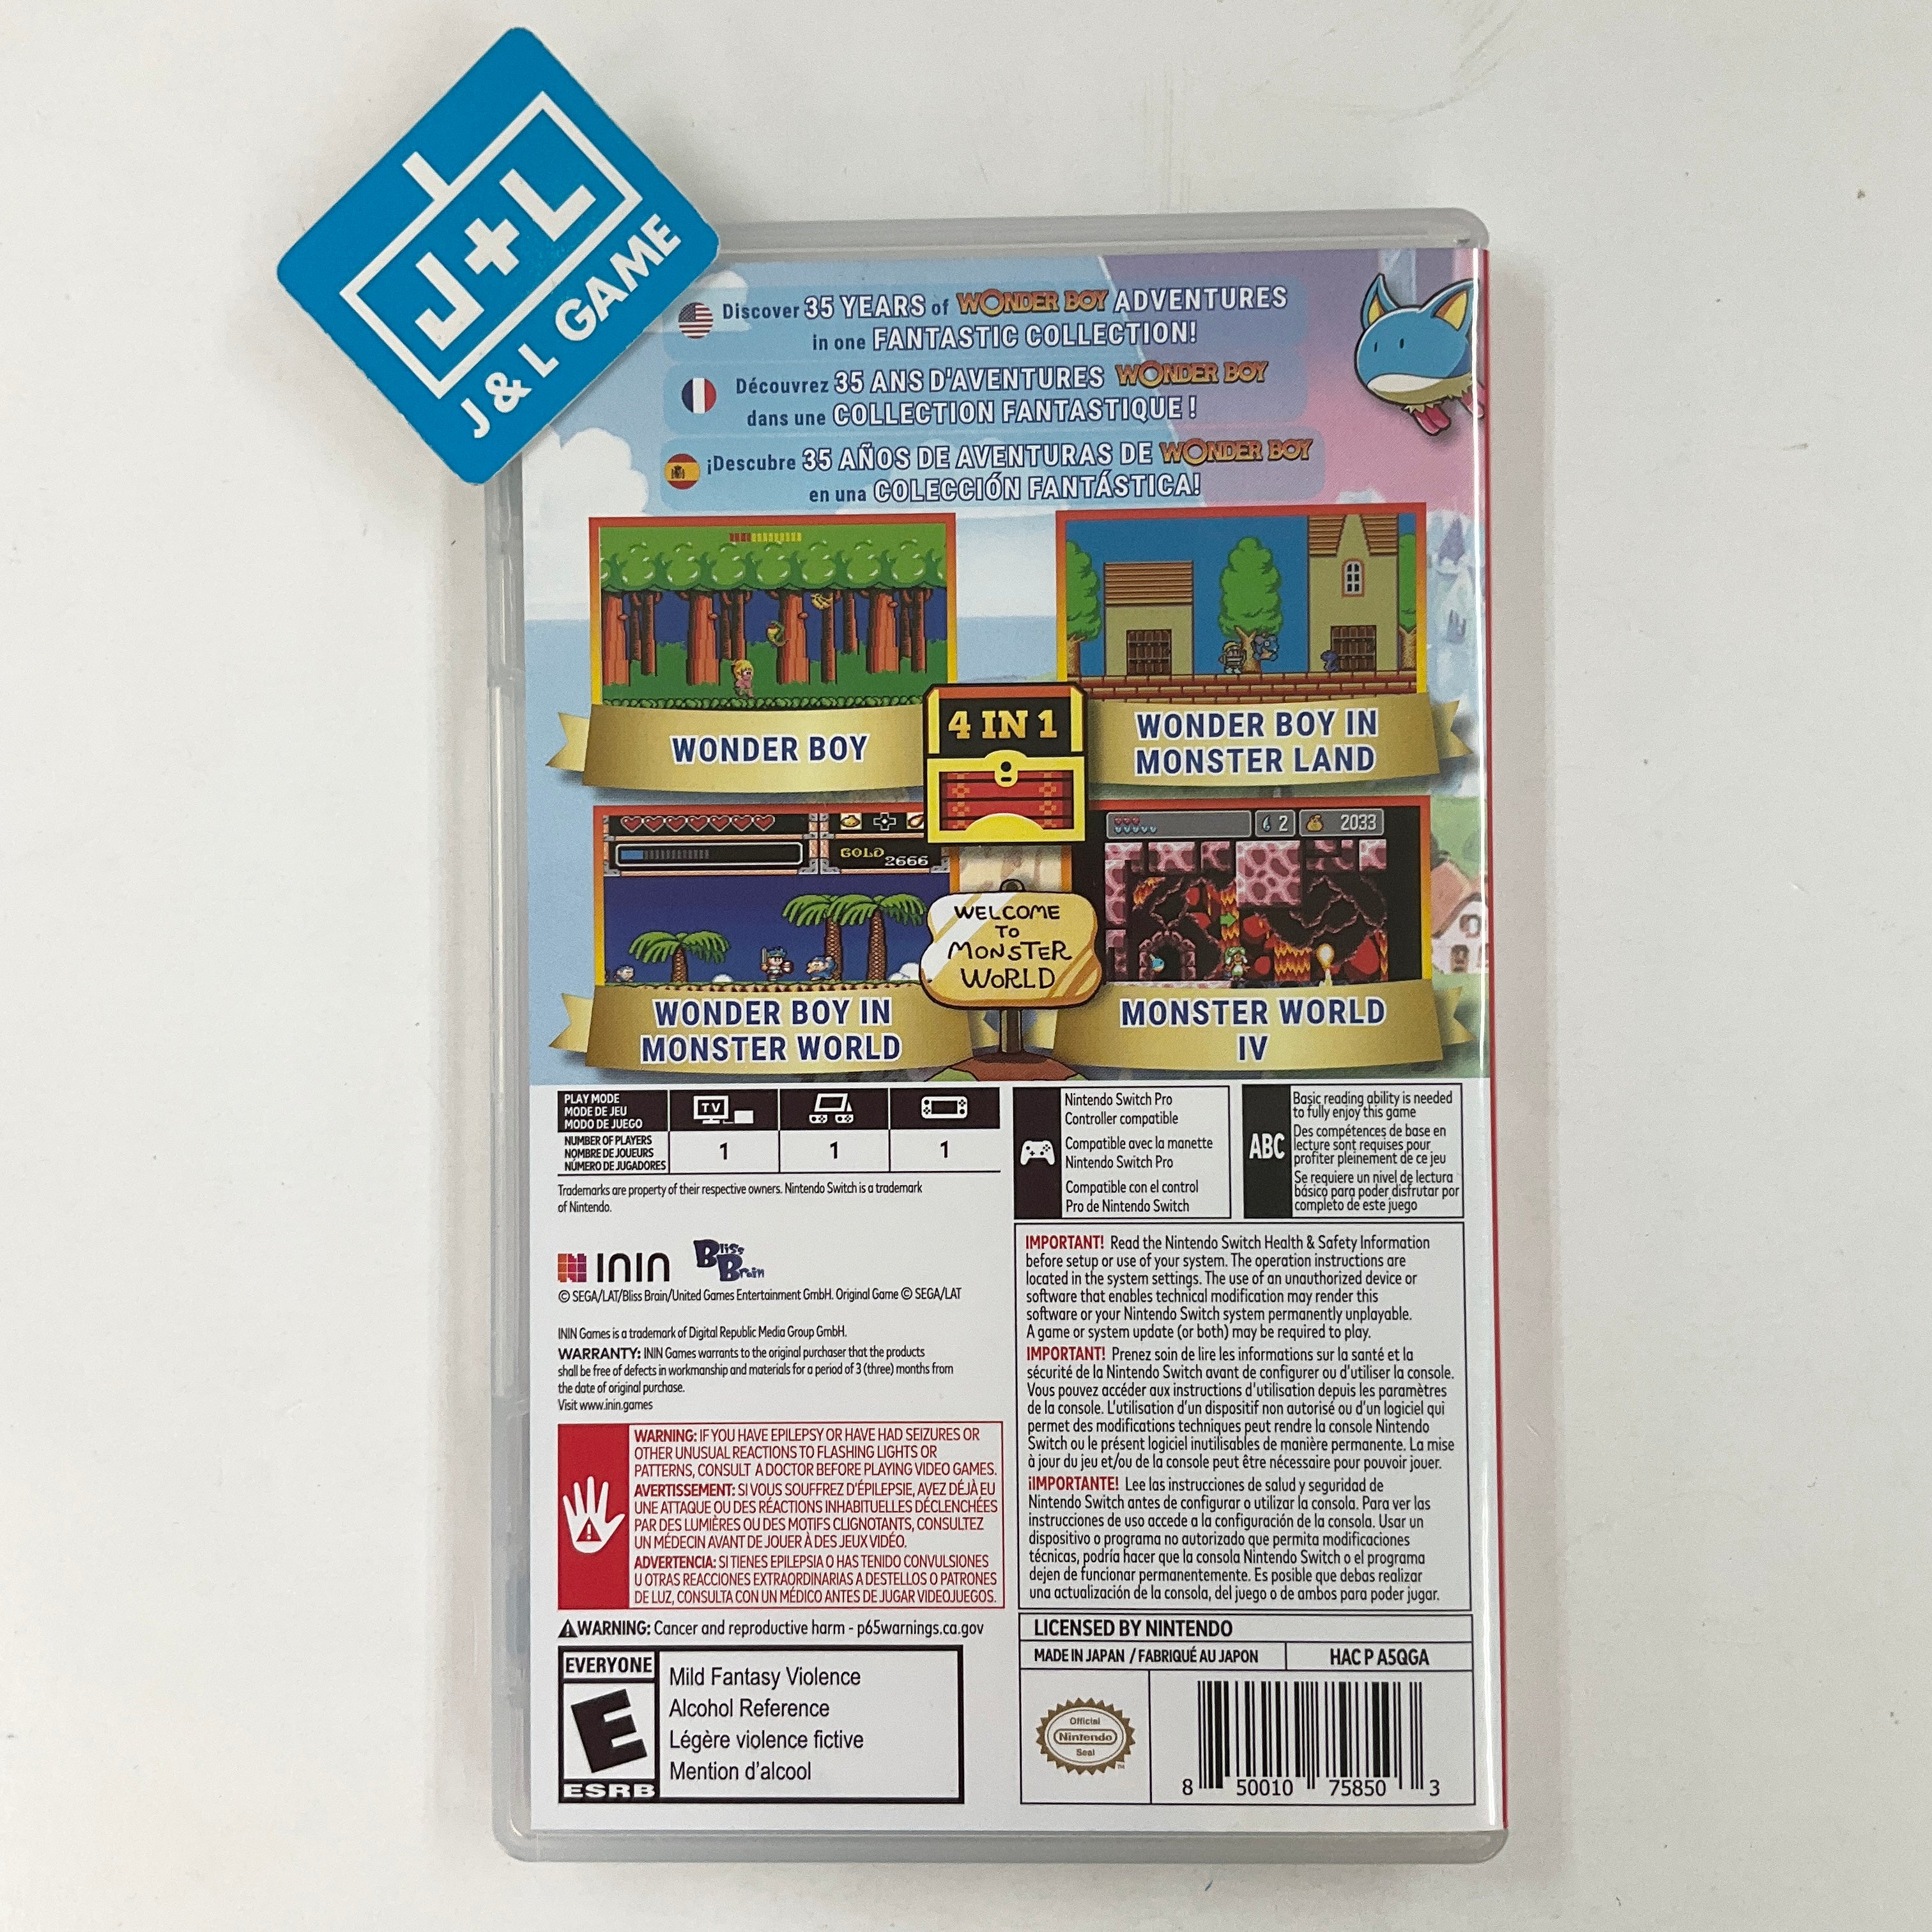 J+L
J & L GAME
Discover 35 YEARS of WONDER BOY ADVENTURES
in one FANTASTIC COLLECTION!
Découvrez 35 ANS D'AVENTURES WONDER BOY
dans une COLLECTION FANTASTIQUE !
¡Descubre 35 AÑOS DE AVENTURAS DE WONDER BOY
en una COLECCIÓN FANTÁSTICA!
4 IN 1
WONDER BOY
WONDER BOY IN
MONSTER LAND
GOLD
2666
2
2033
WELCOME
TO
MONSTER
WORLD
WONDER BOY IN
MONSTER WORLD
MONSTER WORLD
IV
PLAY MODE
MODE DE JEU
MODO DE JUEGO
TV
NUMBER OF PLAYERS
NOMBRE DE JOUEURS
NÚMERO DE JUGADORES
1
1
1
Trademarks are property of their respective owners. Nintendo Switch is a trademark
of Nintendo.
Nintendo Switch Pro
Controller compatible
Compatible avec la manette
Nintendo Switch Pro
Compatible con el control
Pro de Nintendo Switch
ABC
Basic reading ability is needed
to fully enjoy this game
Des compétences de base en
lecture sont requises pour
profiter pleinement de ce jeu
Se requiere un nivel de lectura
básico para poder disfrutar por
completo de este juego
ININ
Bliss
Brain
© SEGA/LAT/Bliss Brain/United Games Entertainment GmbH. Original Game © SEGA/LAT
ININ Games is a trademark of Digital Republic Media Group GmbH.
WARRANTY: ININ Games warrants to the original purchaser that the products
shall be free of defects in workmanship and materials for a period of 3 (three) months from
the date of original purchase.
Visit www.inin.games
WARNING: IF YOU HAVE EPILEPSY OR HAVE HAD SEIZURES OR
OTHER UNUSUAL REACTIONS TO FLASHING LIGHTS OR
PATTERNS, CONSULT A DOCTOR BEFORE PLAYING VIDEO GAMES.
AVERTISSEMENT: SI VOUS SOUFFREZ D'ÉPILEPSIE, AVEZ DÉJÀ EU
UNE ATTAQUE OU DES RÉACTIONS INHABITUELLES DÉCLENCHÉES
PAR DES LUMIÈRES OU DES MOTIFS CLIGNOTANTS, CONSULTEZ
UN MÉDECIN AVANT DE JOUER À DES JEUX VIDÉO.
ADVERTENCIA: SI TIENES EPILEPSIA O HAS TENIDO CONVULSIONES
U OTRAS REACCIONES EXTRAORDINARIAS A DESTELLOS O PATRONES
DE LUZ, CONSULTA CON UN MÉDICO ANTES DE JUGAR VIDEOJUEGOS.
WARNING: Cancer and reproductive harm - p65warnings.ca.gov
EVERYONE
E
ESRB
Mild Fantasy Violence
Alcohol Reference
Légère violence fictive
Mention d'alcool
IMPORTANT! Read the Nintendo Switch Health & Safety Information
before setup or use of your system. The operation instructions are
located in the system settings. The use of an unauthorized device or
software that enables technical modification may render this
software or your Nintendo Switch system permanently unplayable.
A game or system update (or both) may be required to play.
IMPORTANT! Prenez soin de lire les informations sur la santé et la
sécurité de la Nintendo Switch avant de configurer ou d'utiliser la console.
Vous pouvez accéder aux instructions d'utilisation depuis les paramètres
de la console. L'utilisation d'un dispositif non autorisé ou d'un logiciel qui
permet des modifications techniques peut rendre la console Nintendo
Switch ou le présent logiciel inutilisables de manière permanente. La mise
à jour du jeu et/ou de la console peut être nécessaire pour pouvoir jouer.
¡IMPORTANTE! Lee las instrucciones de salud y seguridad de
Nintendo Switch antes de configurar o utilizar la consola. Para ver las
instrucciones de uso accede a la configuración de la consola. Usar un
dispositivo o programa no autorizado que permita modificaciones
técnicas, podría hacer que la consola Nintendo Switch o el programa
dejen de funcionar permanentemente. Es posible que debas realizar
una actualización de la consola, del juego o de ambos para poder jugar.
LICENSED BY NINTENDO
MADE IN JAPAN / FABRIQUÉ AU JAPON
HAC P A5QGA
Official
Nintendo
Seal
TM
8 50010 75850 3